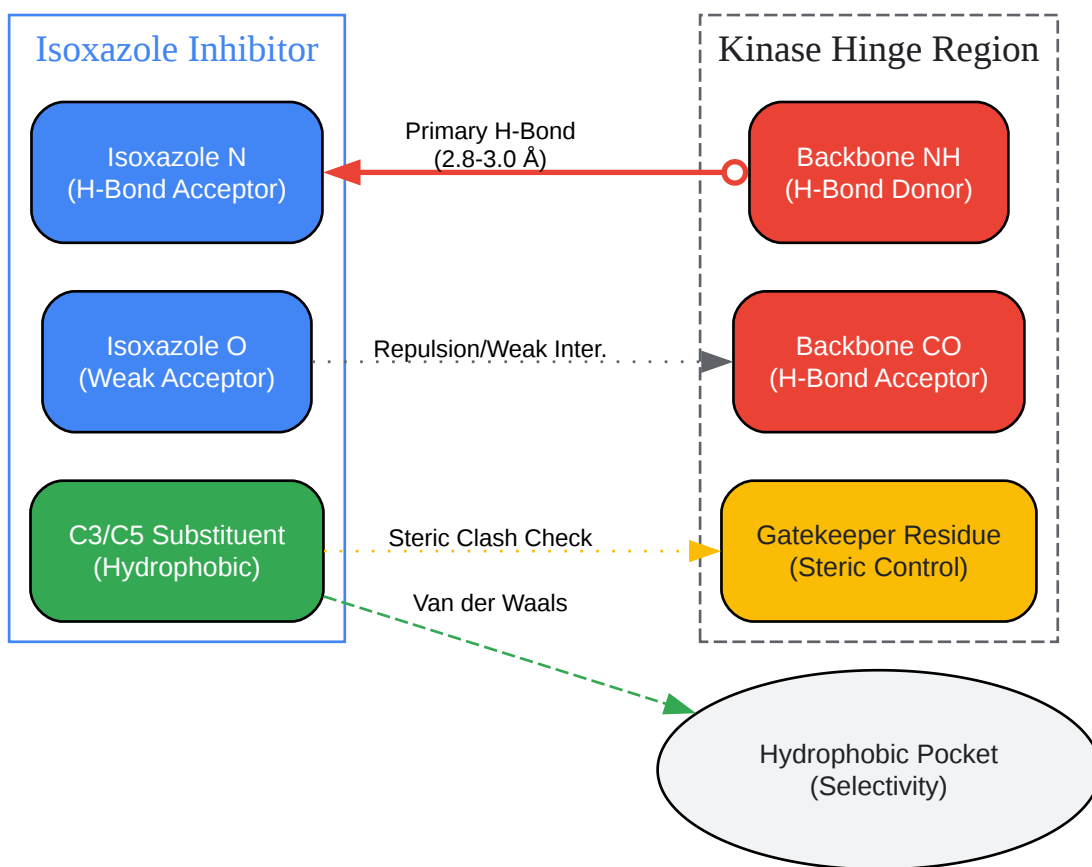 Isoxazole Inhibitor
Kinase Hinge Region
Isoxazole N
(H-Bond Acceptor)
Primary H-Bond
(2.8-3.0 Å)
Backbone NH
(H-Bond Donor)
Isoxazole O
(Weak Acceptor)
Repulsion/Weak Inter.
Backbone CO
(H-Bond Acceptor)
C3/C5 Substituent
(Hydrophobic)
Steric Clash Check
Gatekeeper Residue
(Steric Control)
Van der Waals
Hydrophobic Pocket
(Selectivity)